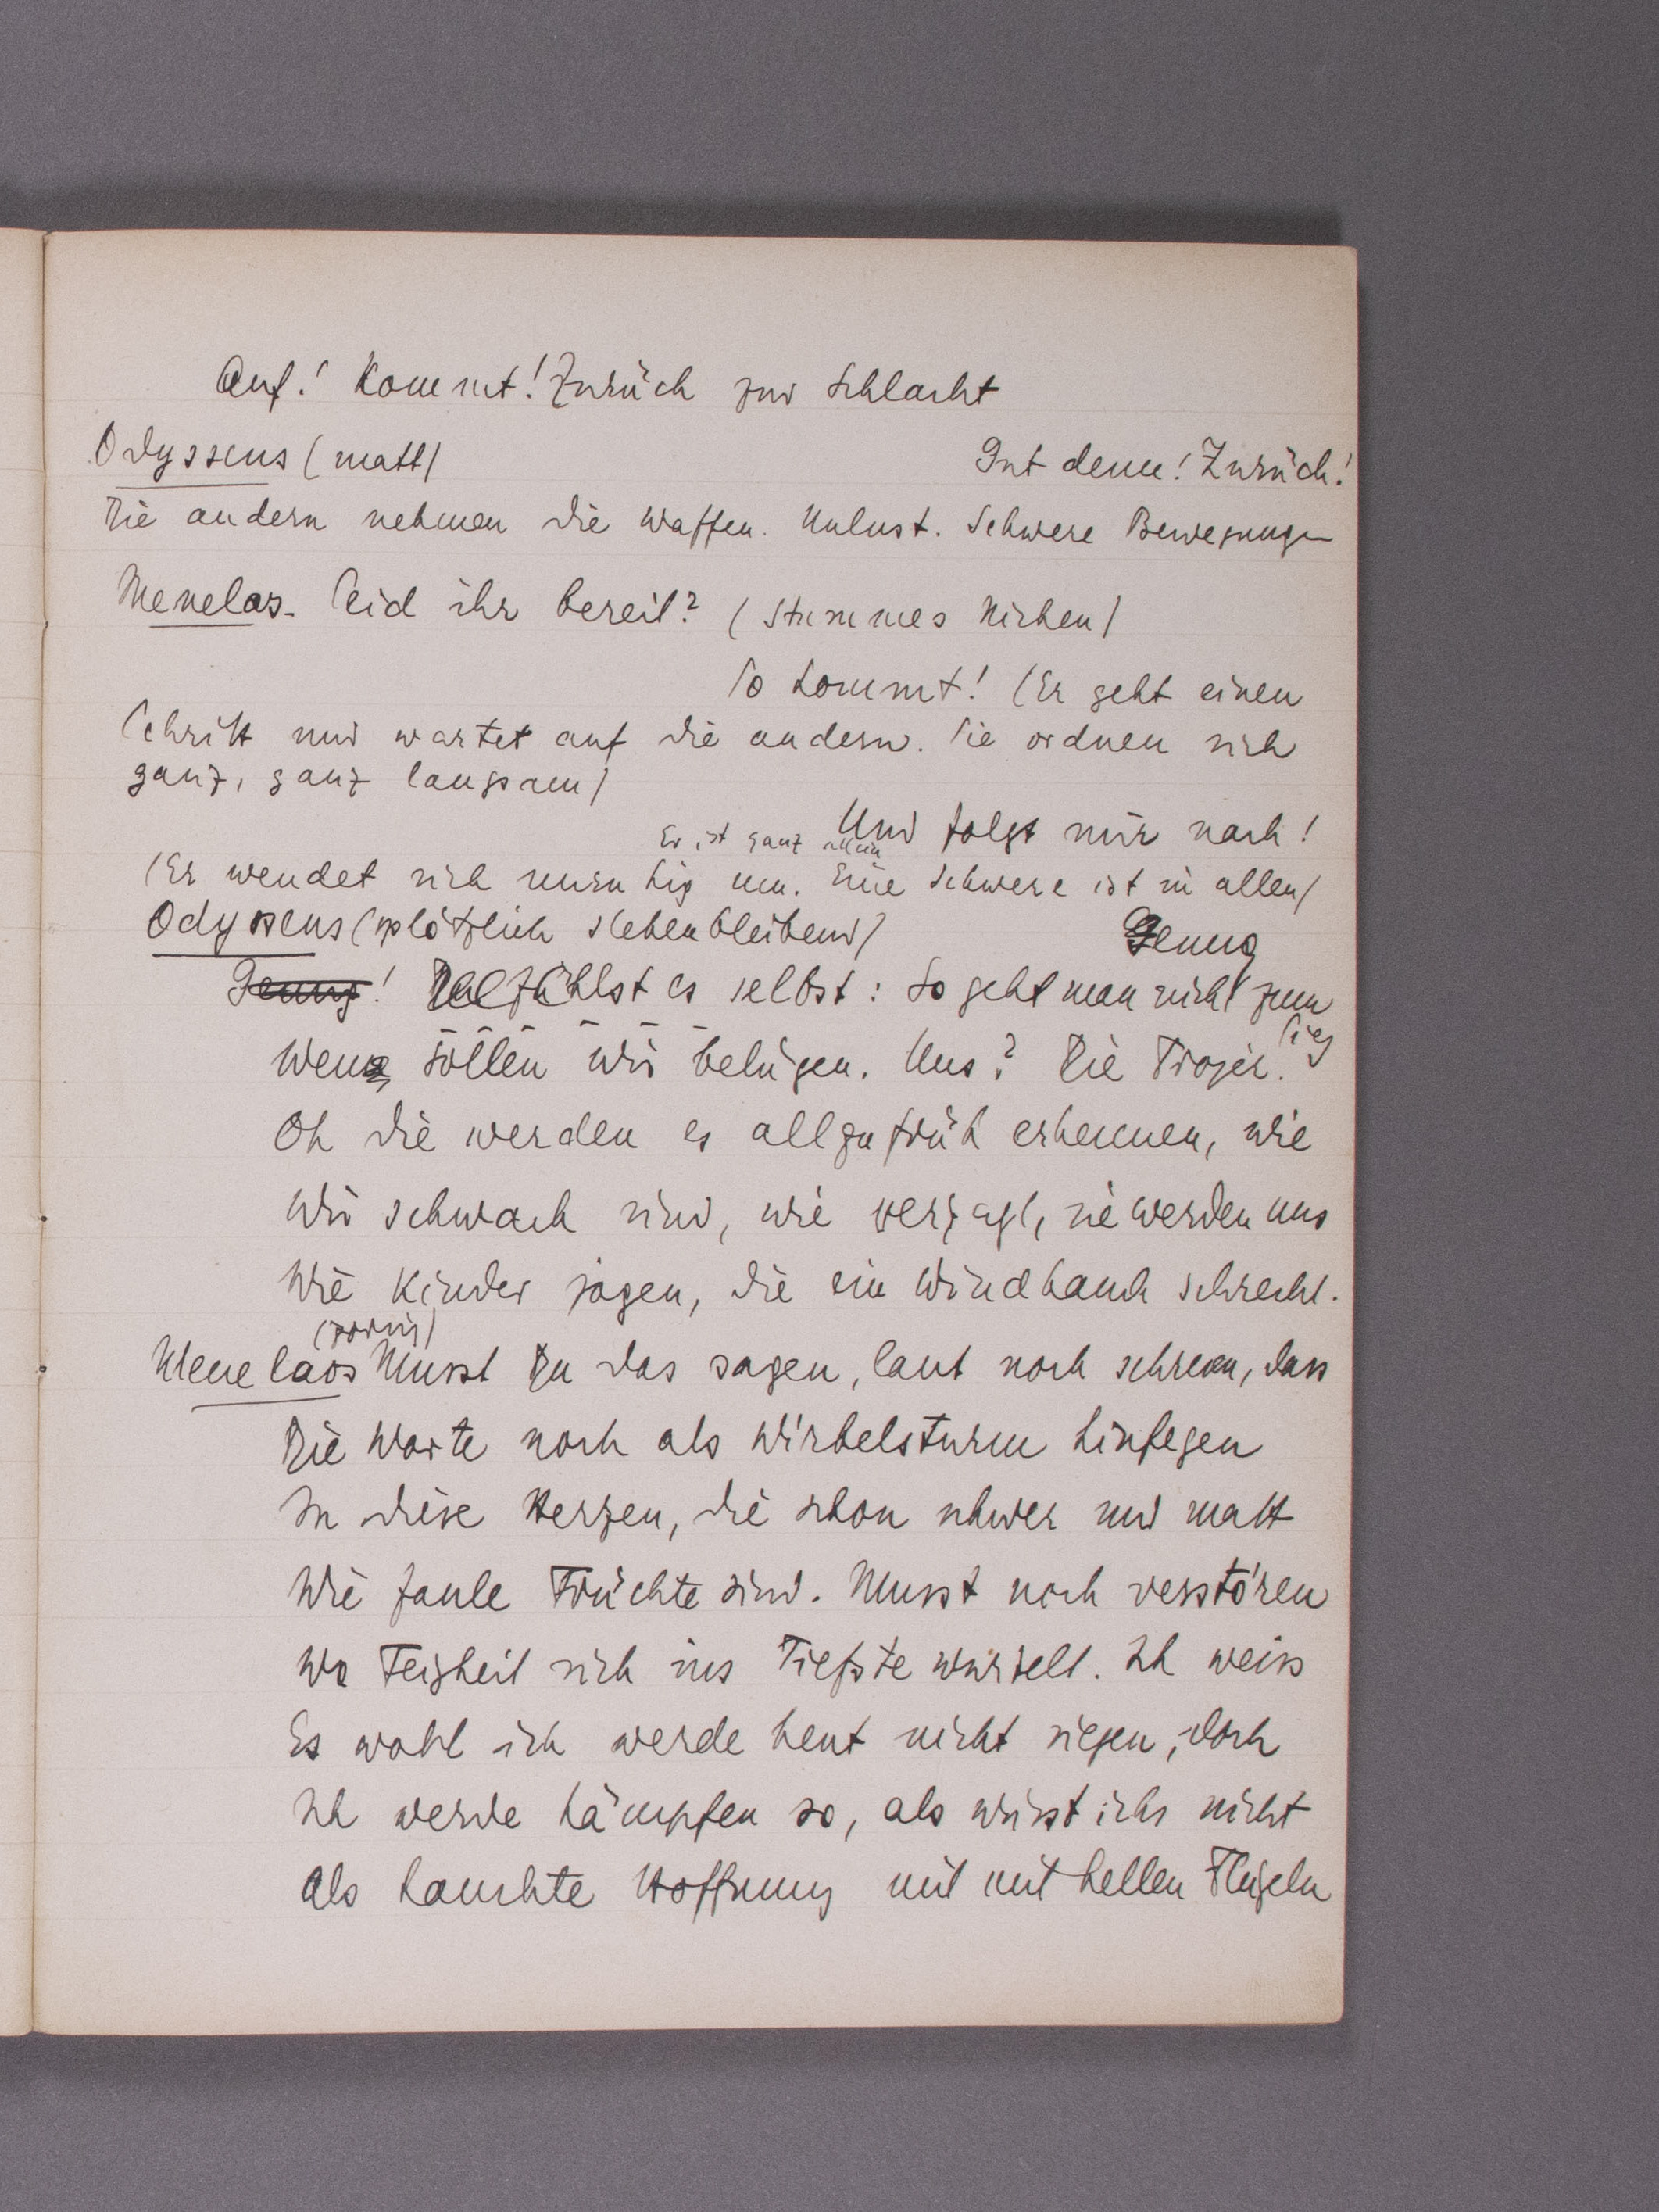 Auf! Kommt! Zurück zur Schlacht
Odysseus (matt) Gut denn! Zurück!
Die andern nehmen die Waffen. Unlust. Schwere Bewegungen
Menelas. Seid ihr bereit? (Stummes Nicken)
So kommt! (Er geht einen
Schritt und wartet auf die andern. Sie ordnen sich
ganz, ganz langsam)
Und folgt mir nach!
Er ist ganz allein
(Er wendet sich unruhig um. Eine Schwere ist in allen)
Odysseus (plötzlich stehenbleibend) Genug
Genug! Du fühlst es selbst: So geht man nicht zum
Sieg
Wen sollen wir belügen. Uns? Die Trojer.
Oh die werden es allzufrüh erkennen, wie
Wir schwach sind, wie verzagt, sie werden uns
Wie Kinder jagen, die ein Windhauch schreckt.
(zornig)
Menelaos Musst Du das sagen, laut noch schreien, dass
Die Worte noch als Wirbelsturm hinfegen
In diese Herzen, die schon schwer und matt
Wie faule Früchte sind. Musst noch verstören
Wo Feigheit sich ins Tiefste wurzelt. Ich weiss
Es wohl ich werde heut nicht siegen, doch
Ich werde kämpfen so, als wüsst ichs nicht
Als hauchte Hoffnung mit mit hellen Flügeln